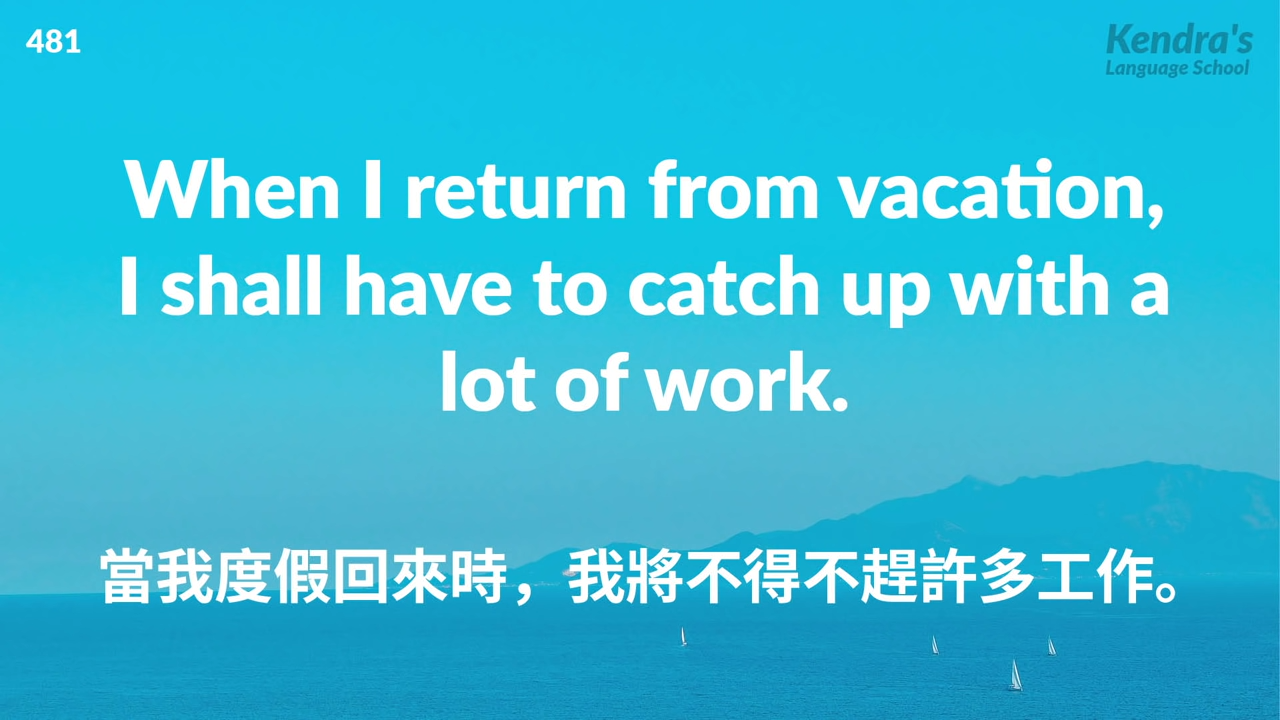 481
Kendra's
Language School
When I return from vacation,
I shall have to catch up with a
lot of work.
當我度假回來時，我將不得不趕許多工作。